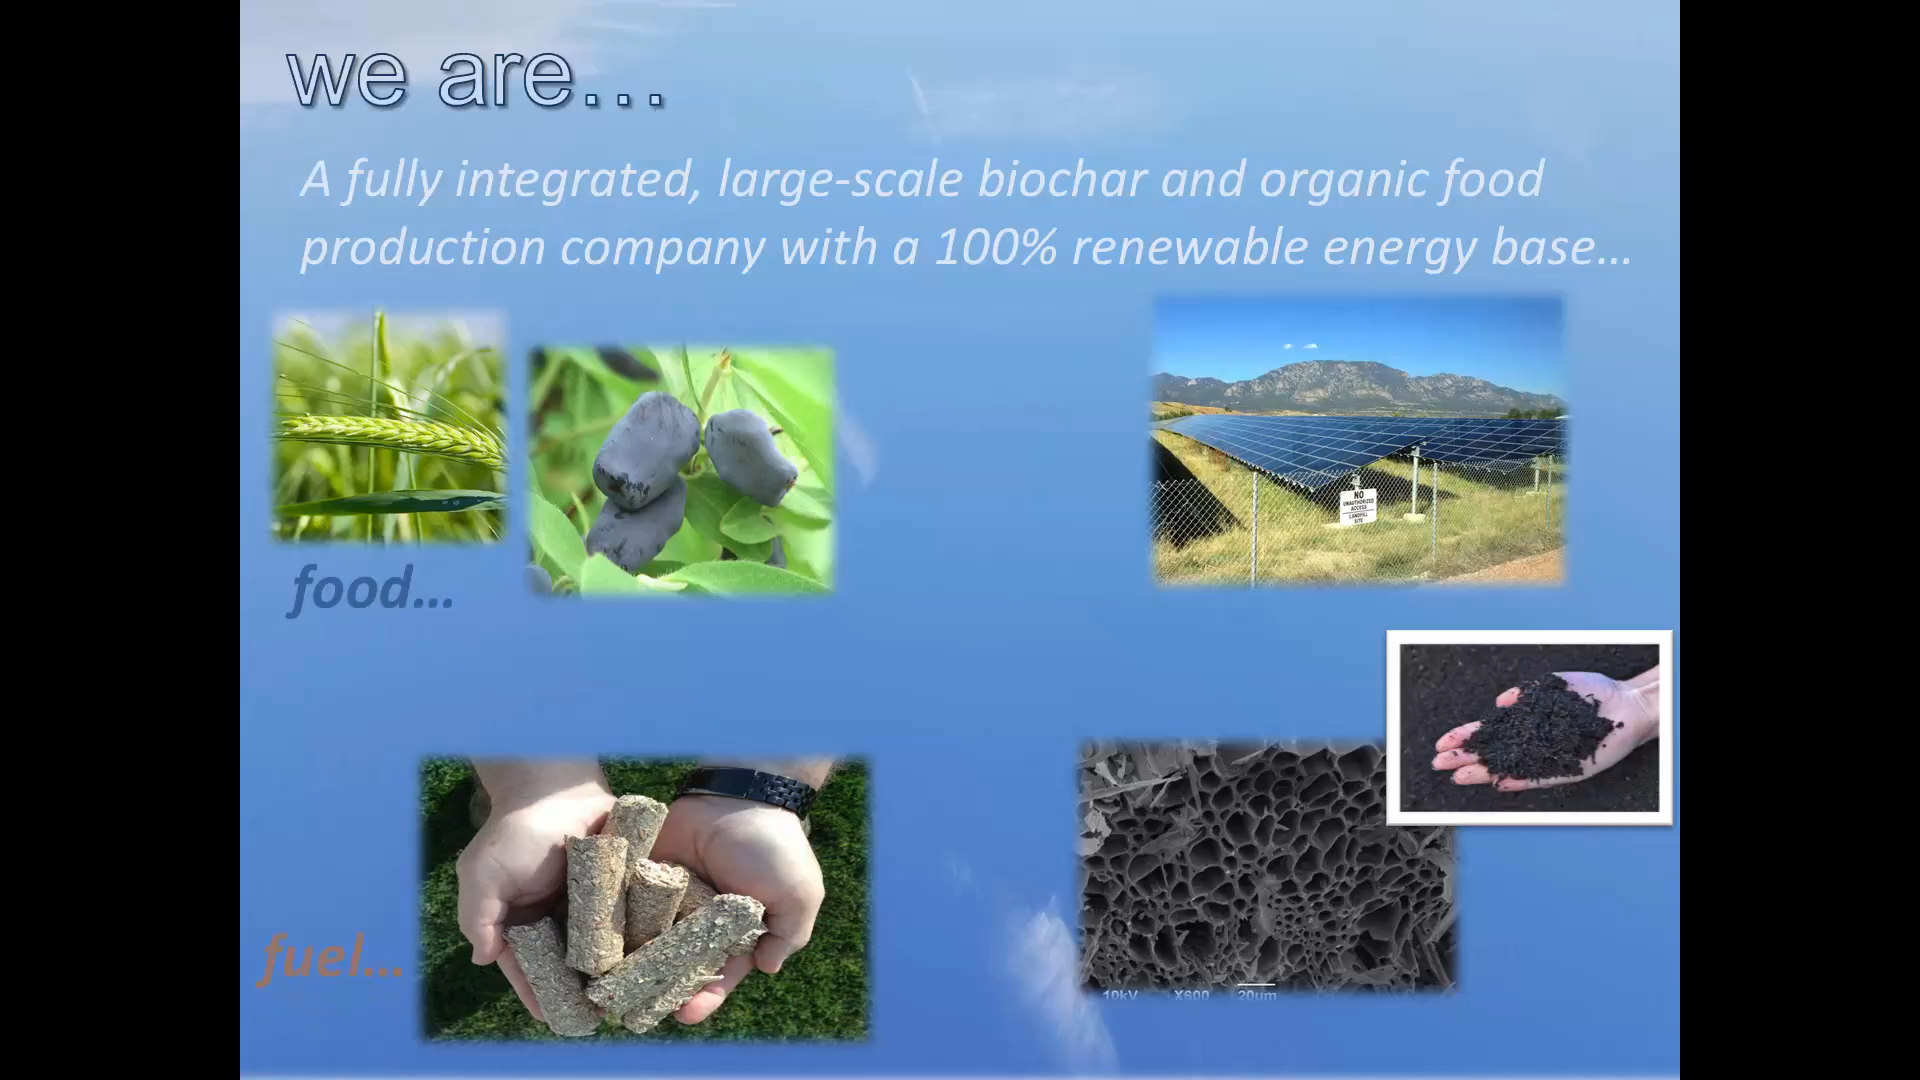 we are...
A fully integrated, large-scale biochar and organic food
production company with a 100% renewable energy base...
NO
UNAUTHORIZED
ACCESS
LANDFILL
SITE
food...
fuel...
10kV X600 20µm